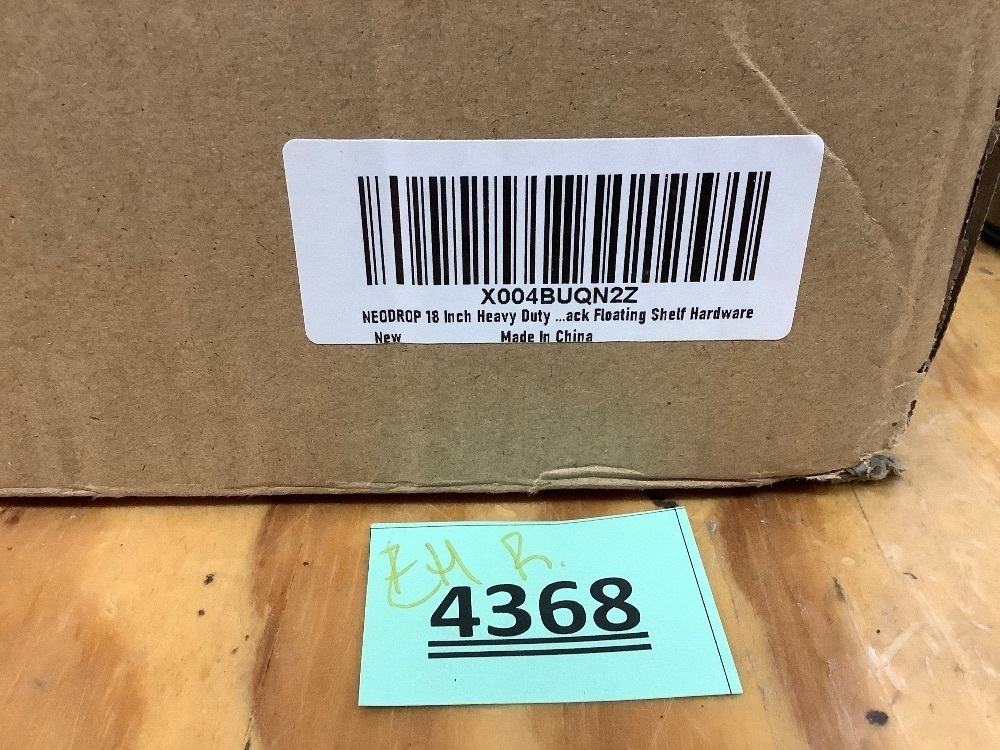 X004BUQN2Z
NEODROP 18 Inch Heavy Duty ...ack Floating Shelf Hardware
New Made In China
R.
4368